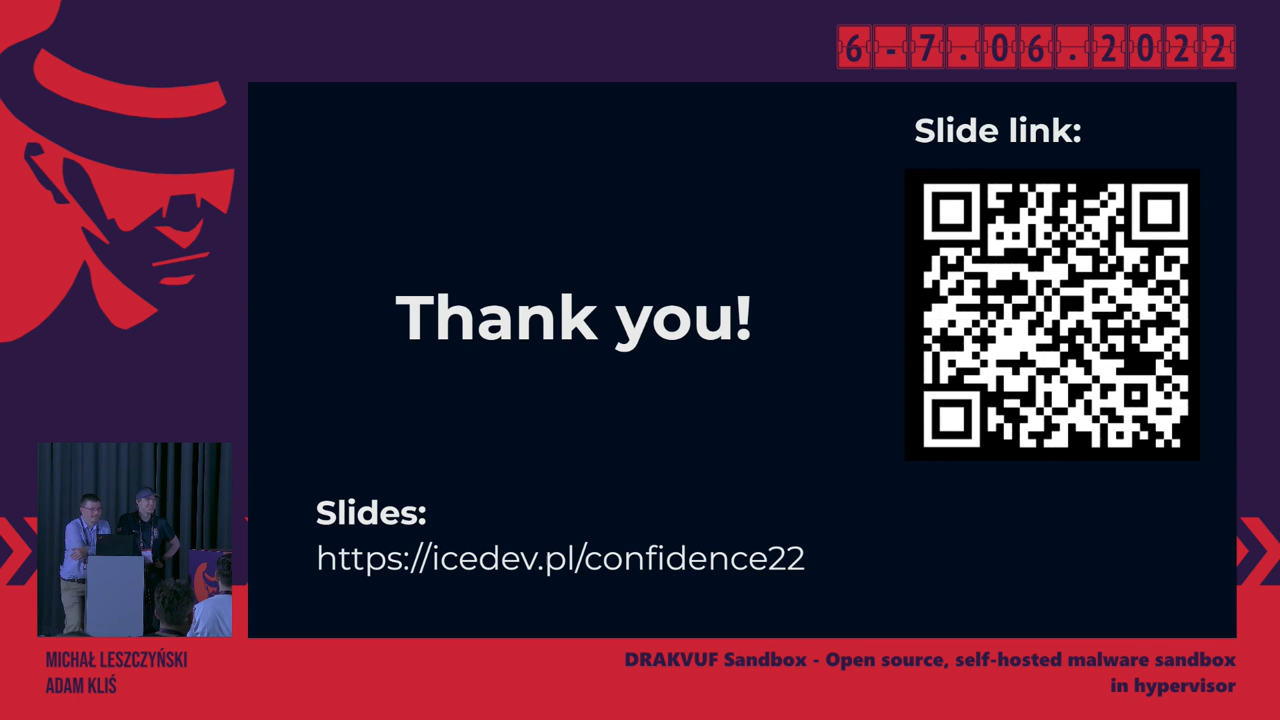 6-7.06.2022
Slide link:
Thank you!
Slides:
https://icedev.pl/confidence22
MICHAŁ LESZCZYŃSKI
ADAM KLIŚ
DRAKVUF Sandbox - Open source, self-hosted malware sandbox
in hypervisor